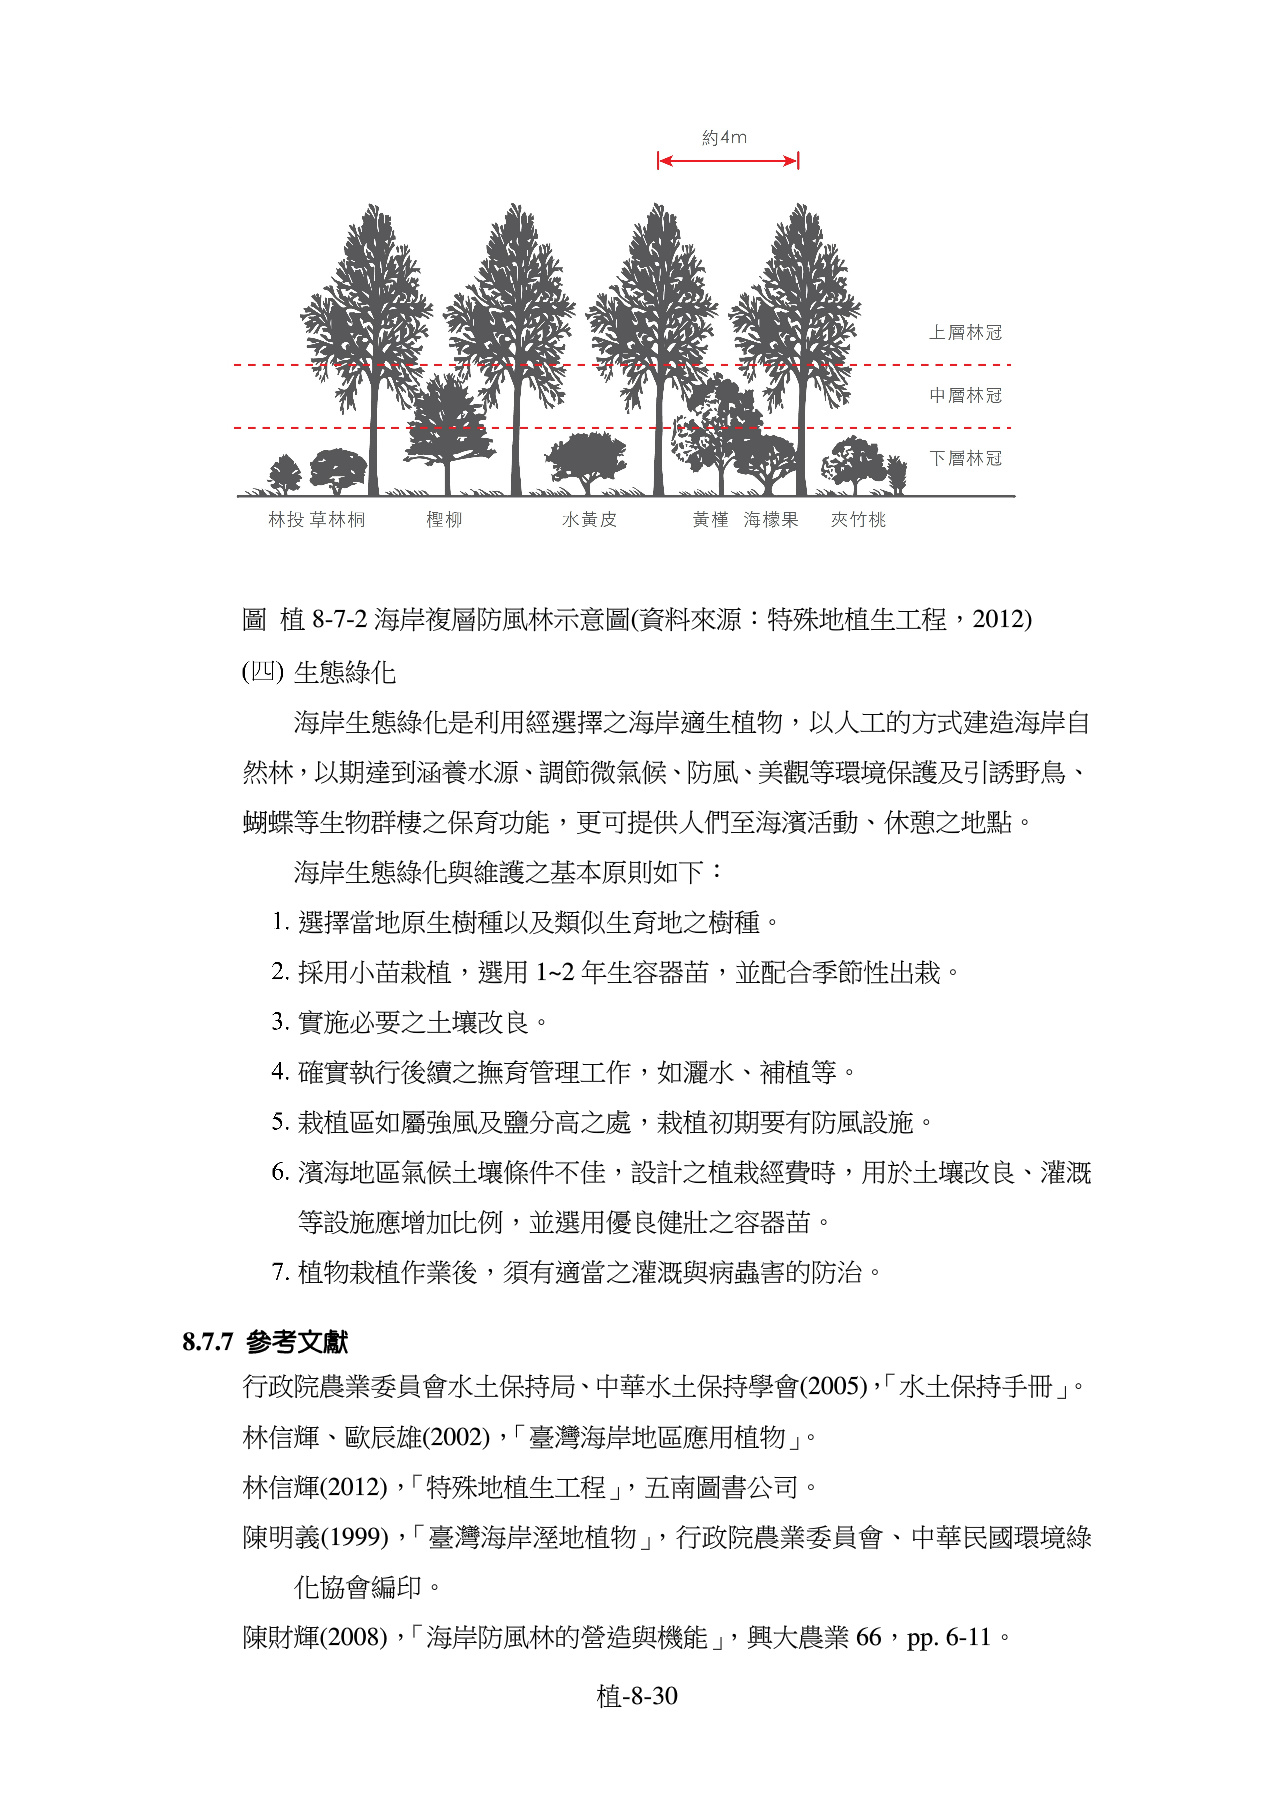 約4m
上層林冠
中層林冠
下層林冠
林投 草林桐 檉柳 水黃皮 黃槿 海檬果 夾竹桃
圖 植 8-7-2 海岸複層防風林示意圖(資料來源：特殊地植生工程，2012)
(四) 生態綠化
海岸生態綠化是利用經選擇之海岸適生植物，以人工的方式建造海岸自
然林，以期達到涵養水源、調節微氣候、防風、美觀等環境保護及引誘野鳥、
蝴蝶等生物群棲之保育功能，更可提供人們至海濱活動、休憩之地點。
海岸生態綠化與維護之基本原則如下：
1. 選擇當地原生樹種以及類似生育地之樹種。
2. 採用小苗栽植，選用 1~2 年生容器苗，並配合季節性出栽。
3. 實施必要之土壤改良。
4. 確實執行後續之撫育管理工作，如灑水、補植等。
5. 栽植區如屬強風及鹽分高之處，栽植初期要有防風設施。
6. 濱海地區氣候土壤條件不佳，設計之植栽經費時，用於土壤改良、灌溉
等設施應增加比例，並選用優良健壯之容器苗。
7. 植物栽植作業後，須有適當之灌溉與病蟲害的防治。
8.7.7 參考文獻
行政院農業委員會水土保持局、中華水土保持學會(2005)，「水土保持手冊」。
林信輝、歐辰雄(2002)，「臺灣海岸地區應用植物」。
林信輝(2012)，「特殊地植生工程」，五南圖書公司。
陳明義(1999)，「臺灣海岸溼地植物」，行政院農業委員會、中華民國環境綠
化協會編印。
陳財輝(2008)，「海岸防風林的營造與機能」，興大農業 66，pp. 6-11。
植-8-30